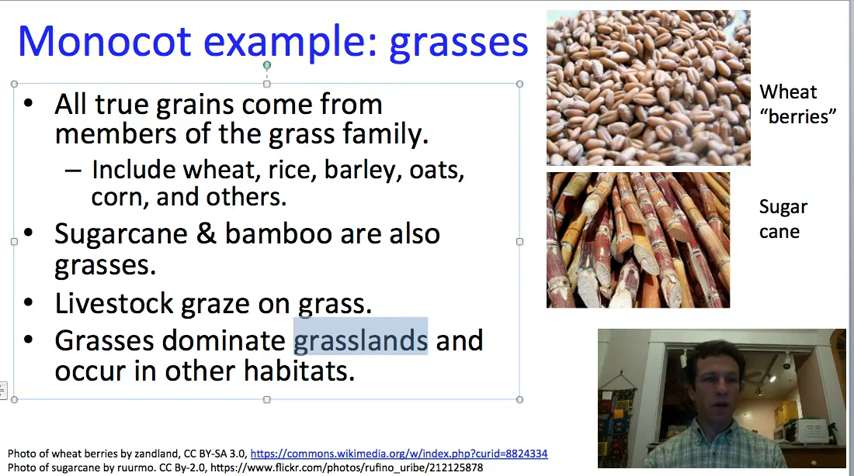 Monocot example: grasses
• All true grains come from
members of the grass family.
– Include wheat, rice, barley, oats,
corn, and others.
• Sugarcane & bamboo are also
grasses.
• Livestock graze on grass.
• Grasses dominate grasslands and
occur in other habitats.
Wheat
“berries”
Sugar
cane
Photo of wheat berries by zandland, CC BY-SA 3.0, https://commons.wikimedia.org/w/index.php?curid=8824334
Photo of sugarcane by ruurmo. CC By-2.0, https://www.flickr.com/photos/rufino_uribe/212125878